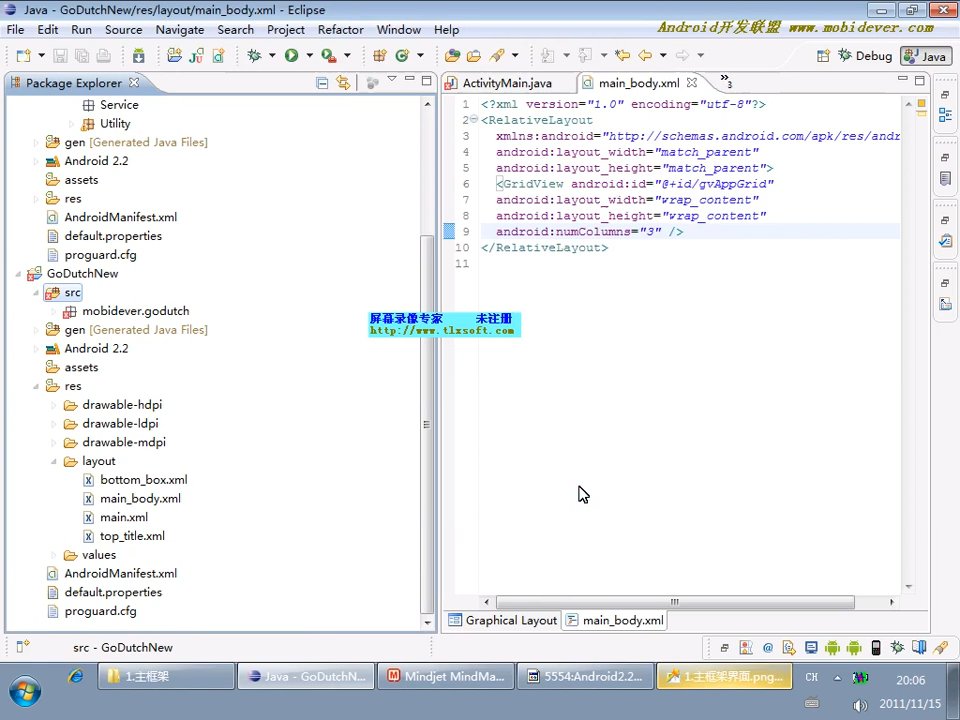 Java - GoDutchNew/res/layout/main_body.xml - Eclipse
File Edit Run Source Navigate Search Project Refactor Window Help
Android开发联盟 www.mobidever.com
Debug
Java
Package Explorer
ActivityMain.java
main_body.xml
»3
Service
Utility
gen [Generated Java Files]
Android 2.2
assets
res
AndroidManifest.xml
default.properties
proguard.cfg
GoDutchNew
src
mobidever.godutch
gen [Generated Java Files]
Android 2.2
assets
res
drawable-hdpi
drawable-ldpi
drawable-mdpi
layout
bottom_box.xml
main_body.xml
main.xml
top_title.xml
values
AndroidManifest.xml
default.properties
proguard.cfg
1 <?xml version="1.0" encoding="utf-8"?>
2 <RelativeLayout
3 xmlns:android="http://schemas.android.com/apk/res/andr
4 android:layout_width="match_parent"
5 android:layout_height="match_parent">
6 <GridView android:id="@+id/gvAppGrid"
7 android:layout_width="wrap_content"
8 android:layout_height="wrap_content"
9 android:numColumns="3" />
10 </RelativeLayout>
11
屏幕录像专家 未注册
http://www.tlxsoft.com
Graphical Layout
main_body.xml
src - GoDutchNew
1.主框架
Java - GoDutchN...
Mindjet MindMa...
5554:Android2.2...
1.主框架界面.png...
CH
20:06
2011/11/15